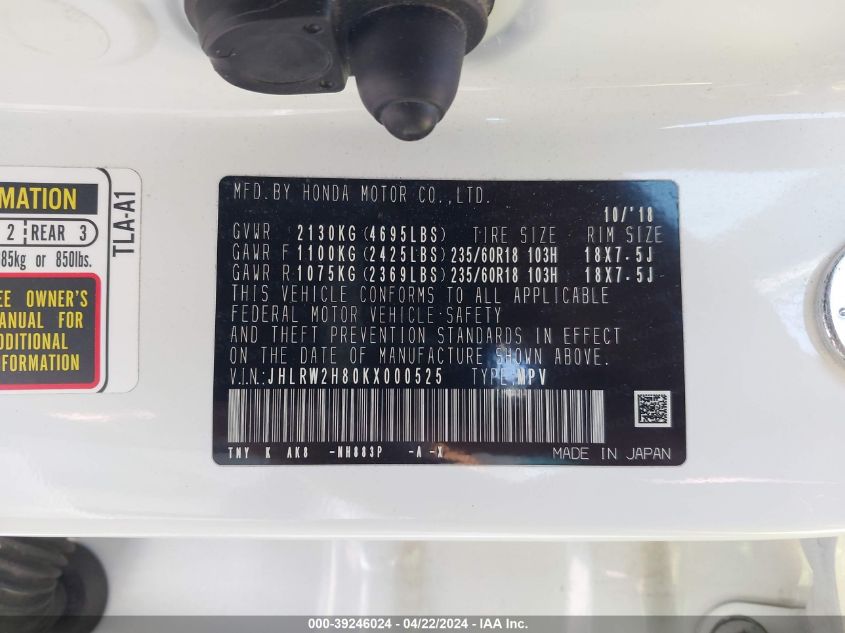 MATION
2 REAR 3
85kg or 850lbs.
EE OWNER'S
ANUAL FOR
DDITIONAL
FORMATION
TLA-A1
MFD.BY HONDA MOTOR CO.,LTD.
10/'18
GVWR 2130KG(4695LBS) TIRE SIZE RIM SIZE
GAWR F 1100KG(2425LBS) 235/60R18 103H 18X7.5J
GAWR R 1075KG(2369LBS) 235/60R18 103H 18X7.5J
THIS VEHICLE CONFORMS TO ALL APPLICABLE
FEDERAL MOTOR VEHICLE SAFETY
AND THEFT PREVENTION STANDARDS IN EFFECT
ON THE DATE OF MANUFACTURE SHOWN ABOVE.
V.I.N:JHLRW2H80KX000525 TYPE:MPV
TNY K AK8 -NH883P -A -X MADE IN JAPAN
000-39246024 / 04/22/2024 - IAA Inc.